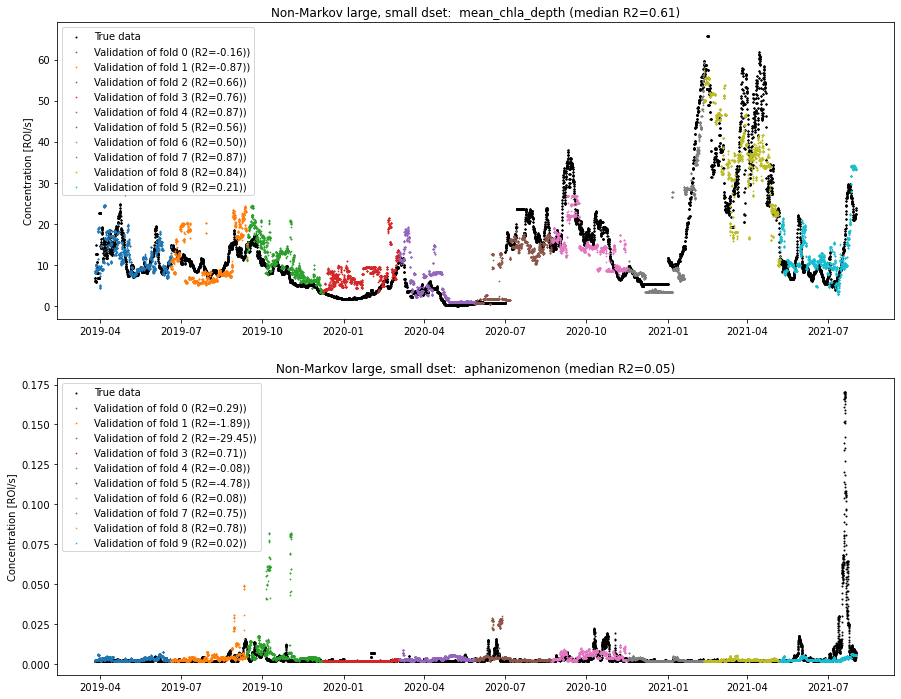 Non-Markov large, small dset:  mean_chla_depth (median R2=0.61)
Concentration [ROI/s]
60
50
40
30
20
10
0
True data
Validation of fold 0 (R2=-0.16))
Validation of fold 1 (R2=-0.87))
Validation of fold 2 (R2=0.66))
Validation of fold 3 (R2=0.76))
Validation of fold 4 (R2=0.87))
Validation of fold 5 (R2=0.56))
Validation of fold 6 (R2=0.50))
Validation of fold 7 (R2=0.87))
Validation of fold 8 (R2=0.84))
Validation of fold 9 (R2=0.21))
2019-04 2019-07 2019-10 2020-01 2020-04 2020-07 2020-10 2021-01 2021-04 2021-07
Non-Markov large, small dset:  aphanizomenon (median R2=0.05)
Concentration [ROI/s]
0.175
0.150
0.125
0.100
0.075
0.050
0.025
0.000
True data
Validation of fold 0 (R2=0.29))
Validation of fold 1 (R2=-1.89))
Validation of fold 2 (R2=-29.45))
Validation of fold 3 (R2=0.71))
Validation of fold 4 (R2=-0.08))
Validation of fold 5 (R2=-4.78))
Validation of fold 6 (R2=0.08))
Validation of fold 7 (R2=0.75))
Validation of fold 8 (R2=0.78))
Validation of fold 9 (R2=0.02))
2019-04 2019-07 2019-10 2020-01 2020-04 2020-07 2020-10 2021-01 2021-04 2021-07